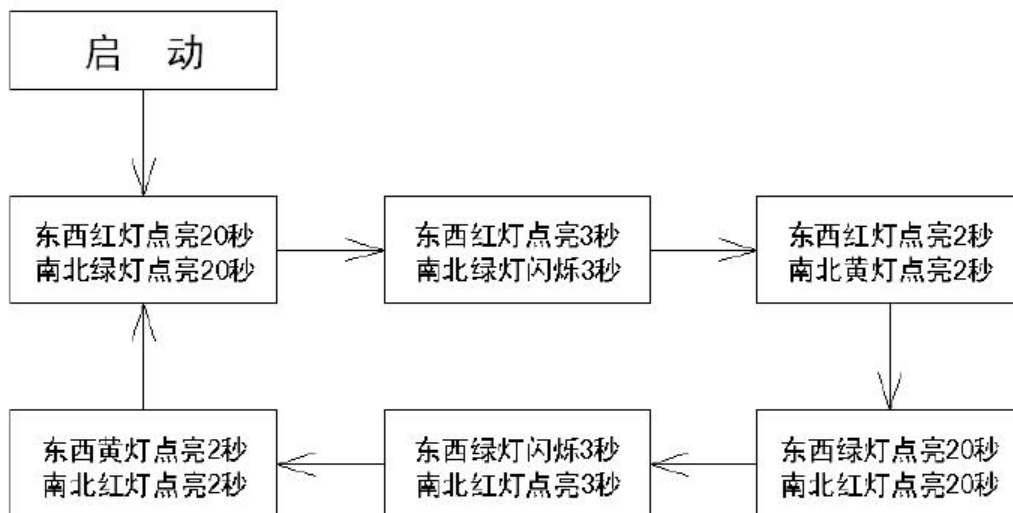 启 动
东西红灯点亮20秒
南北绿灯点亮20秒
东西红灯点亮3秒
南北绿灯闪烁3秒
东西红灯点亮2秒
南北黄灯点亮2秒
东西黄灯点亮2秒
南北红灯点亮2秒
东西绿灯闪烁3秒
南北红灯点亮3秒
东西绿灯点亮20秒
南北红灯点亮20秒